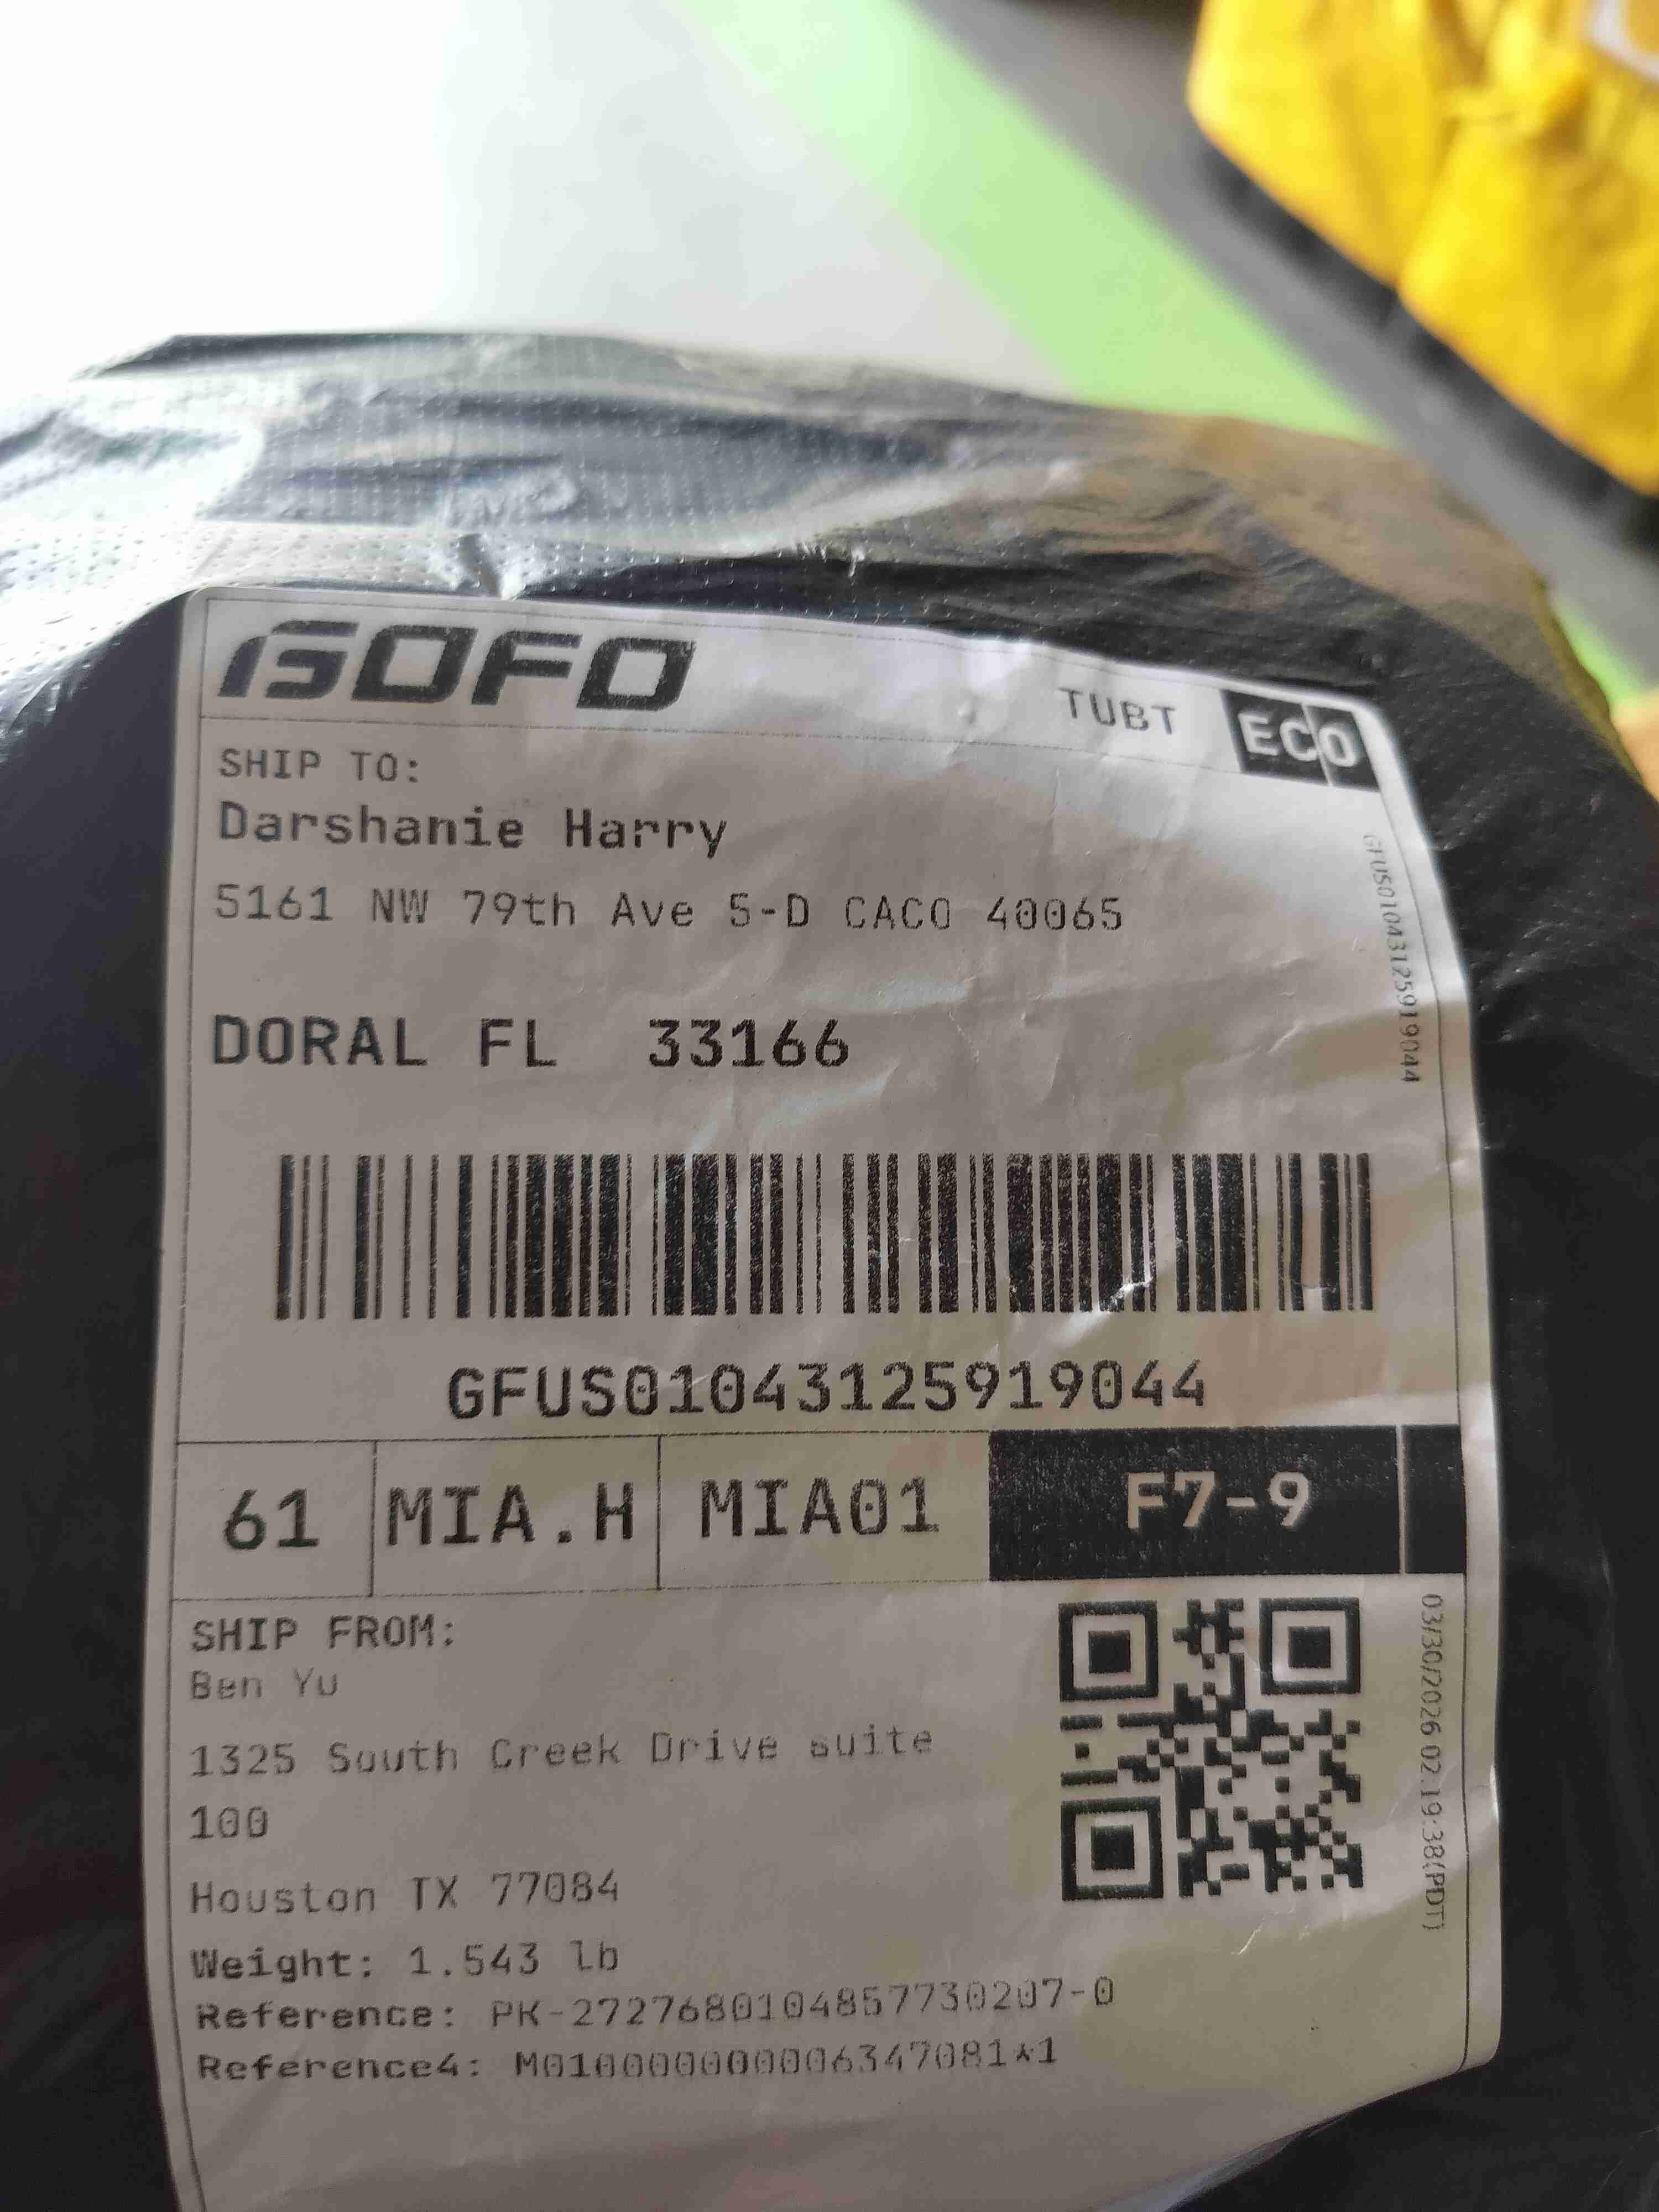 GOFO
TUBT ECO
SHIP TO:
Darshanie Harry
5161 NW 79th Ave 5-D CACO 40065
DORAL FL 33166
GFUS01043125919044
GFUS01043125919044
61 MIA.H MIA01 F7-9
SHIP FROM:
Ben Yu
1325 South Creek Drive suite
100
Houston TX 77084
03/30/2026 02:19:38(PDT)
Weight: 1.543 lb
Reference: PK-2727680104857730207-0
Reference4: M0100000000006347081*1